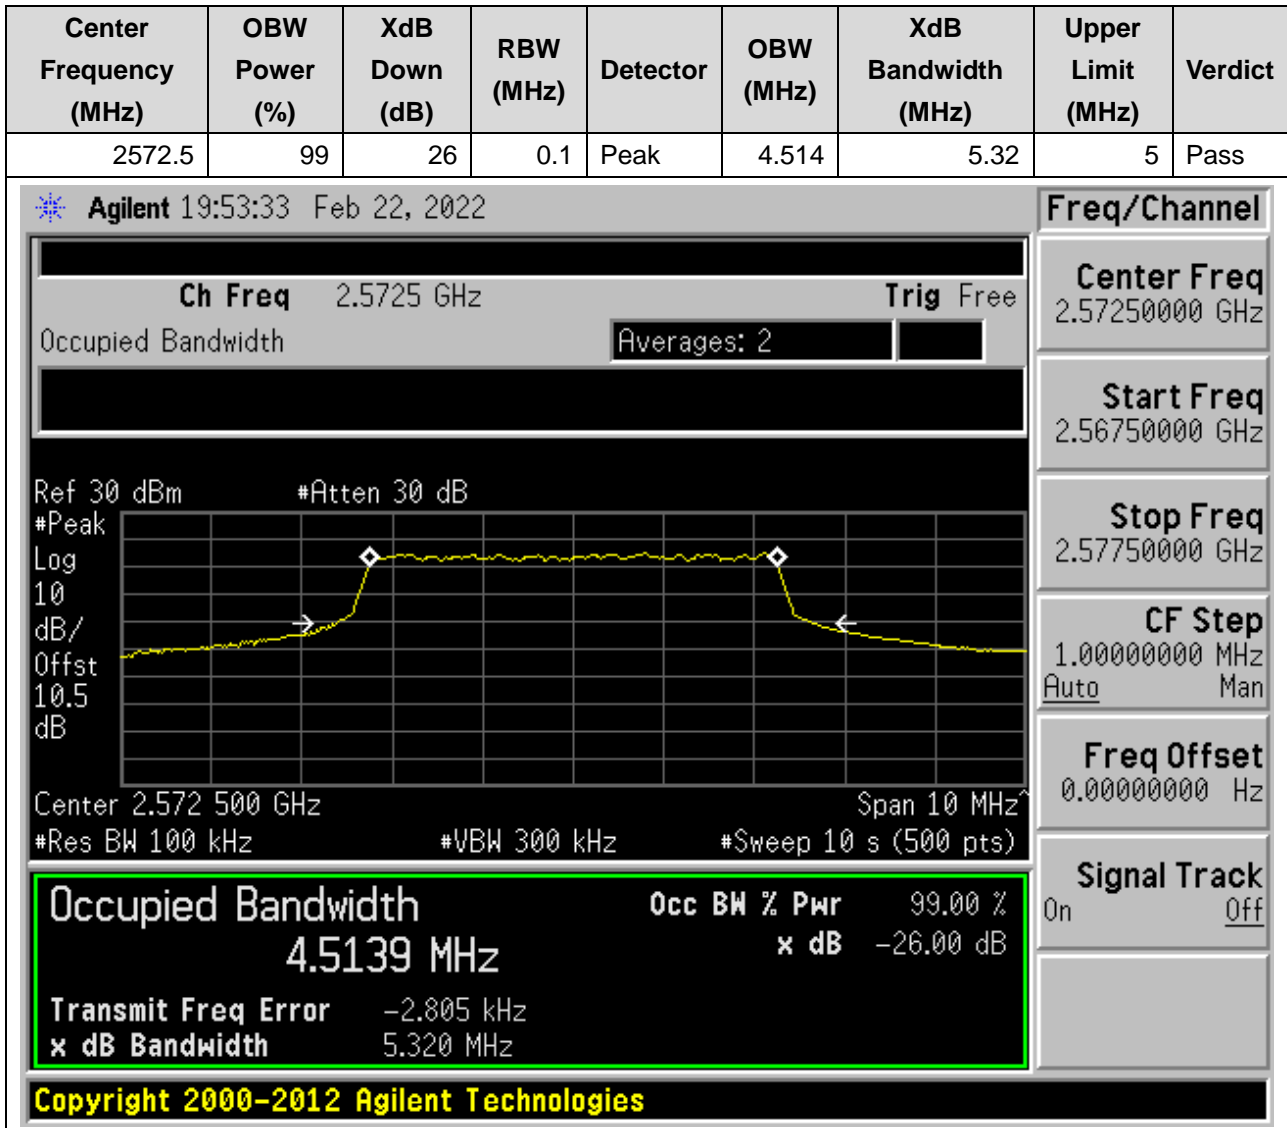 Center Frequency (MHz) OBW Power (%) XdB Down (dB) RBW (MHz) Detector OBW (MHz) XdB Bandwidth (MHz) Upper Limit (MHz) Verdict
2572.5 99 26 0.1 Peak 4.514 5.32 5 Pass
Agilent 19:53:33 Feb 22, 2022
Freq/Channel
Ch Freq 2.5725 GHz Trig Free
Occupied Bandwidth Averages: 2
Center Freq
2.57250000 GHz
Start Freq
2.56750000 GHz
Stop Freq
2.57750000 GHz
CF Step
1.00000000 MHz
Auto Man
Freq Offset
0.00000000 Hz
Signal Track
On Off
Ref 30 dBm #Atten 30 dB
#Peak
Log
10
dB/
Offst
10.5
dB
Center 2.572 500 GHz Span 10 MHz^
#Res BW 100 kHz #VBW 300 kHz #Sweep 10 s (500 pts)
Occupied Bandwidth Occ BW % Pwr 99.00 %
4.5139 MHz x dB -26.00 dB
Transmit Freq Error -2.805 kHz
x dB Bandwidth 5.320 MHz
Copyright 2000-2012 Agilent Technologies